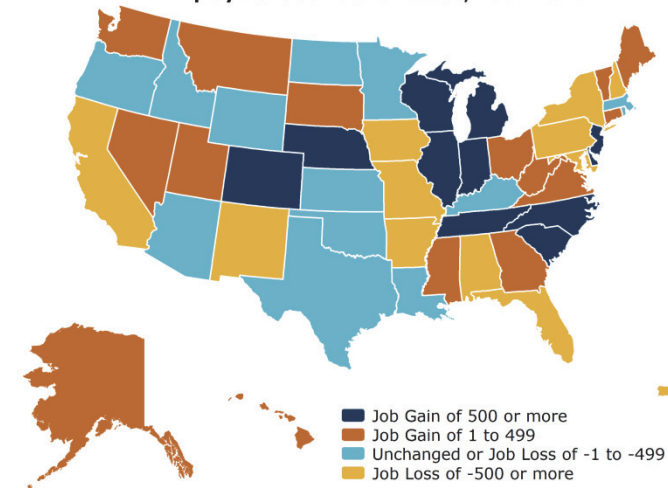 Job Gain of 500 or more
Job Gain of 1 to 499
Unchanged or Job Loss of -1 to -499
Job Loss of -500 or more